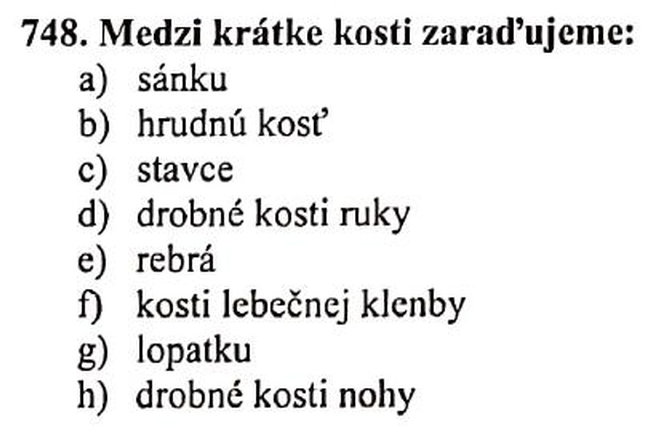 748. Medzi krátke kosti zaraďujeme:
a) sánku
b) hrudnú kosť
c) stavce
d) drobné kosti ruky
e) rebrá
f) kosti lebečnej klenby
g) lopatku
h) drobné kosti nohy